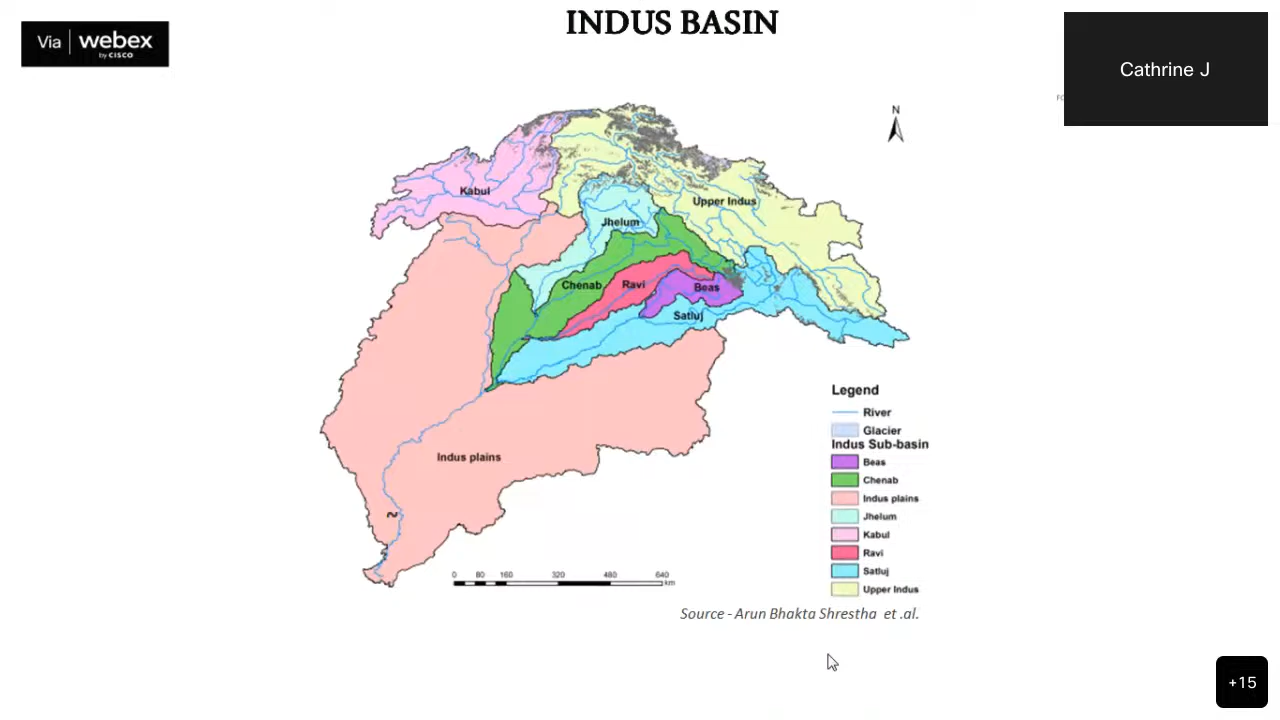 INDUS BASIN
Via | webex
by CISCO
Cathrine J
FC
N
Kabul
Upper Indus
Jhelum
Chenab
Ravi
Beas
Satluj
Indus plains
Legend
River
Glacier
Indus Sub-basin
Beas
Chenab
Indus plains
Jhelum
Kabul
Ravi
Satluj
Upper Indus
0 80 160 320 480 640
km
Source - Arun Bhakta Shrestha et .al.
+15